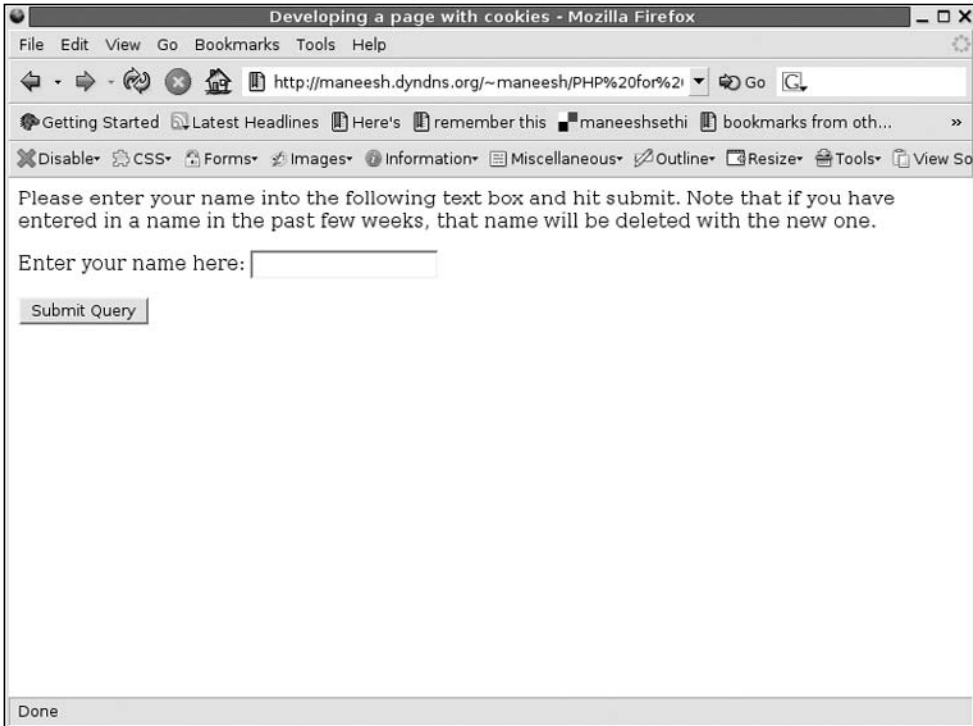 Developing a page with cookies - Mozilla Firefox
File Edit View Go Bookmarks Tools Help
http://maneesh.dyndns.org/~maneesh/PHP%20for%2 Go G
Getting Started Latest Headlines Here's remember this maneeshsethi bookmarks from oth... »
Disable CSS Forms Images Information Miscellaneous Outline Resize Tools View So
Please enter your name into the following text box and hit submit. Note that if you have
entered in a name in the past few weeks, that name will be deleted with the new one.
Enter your name here:
Submit Query
Done